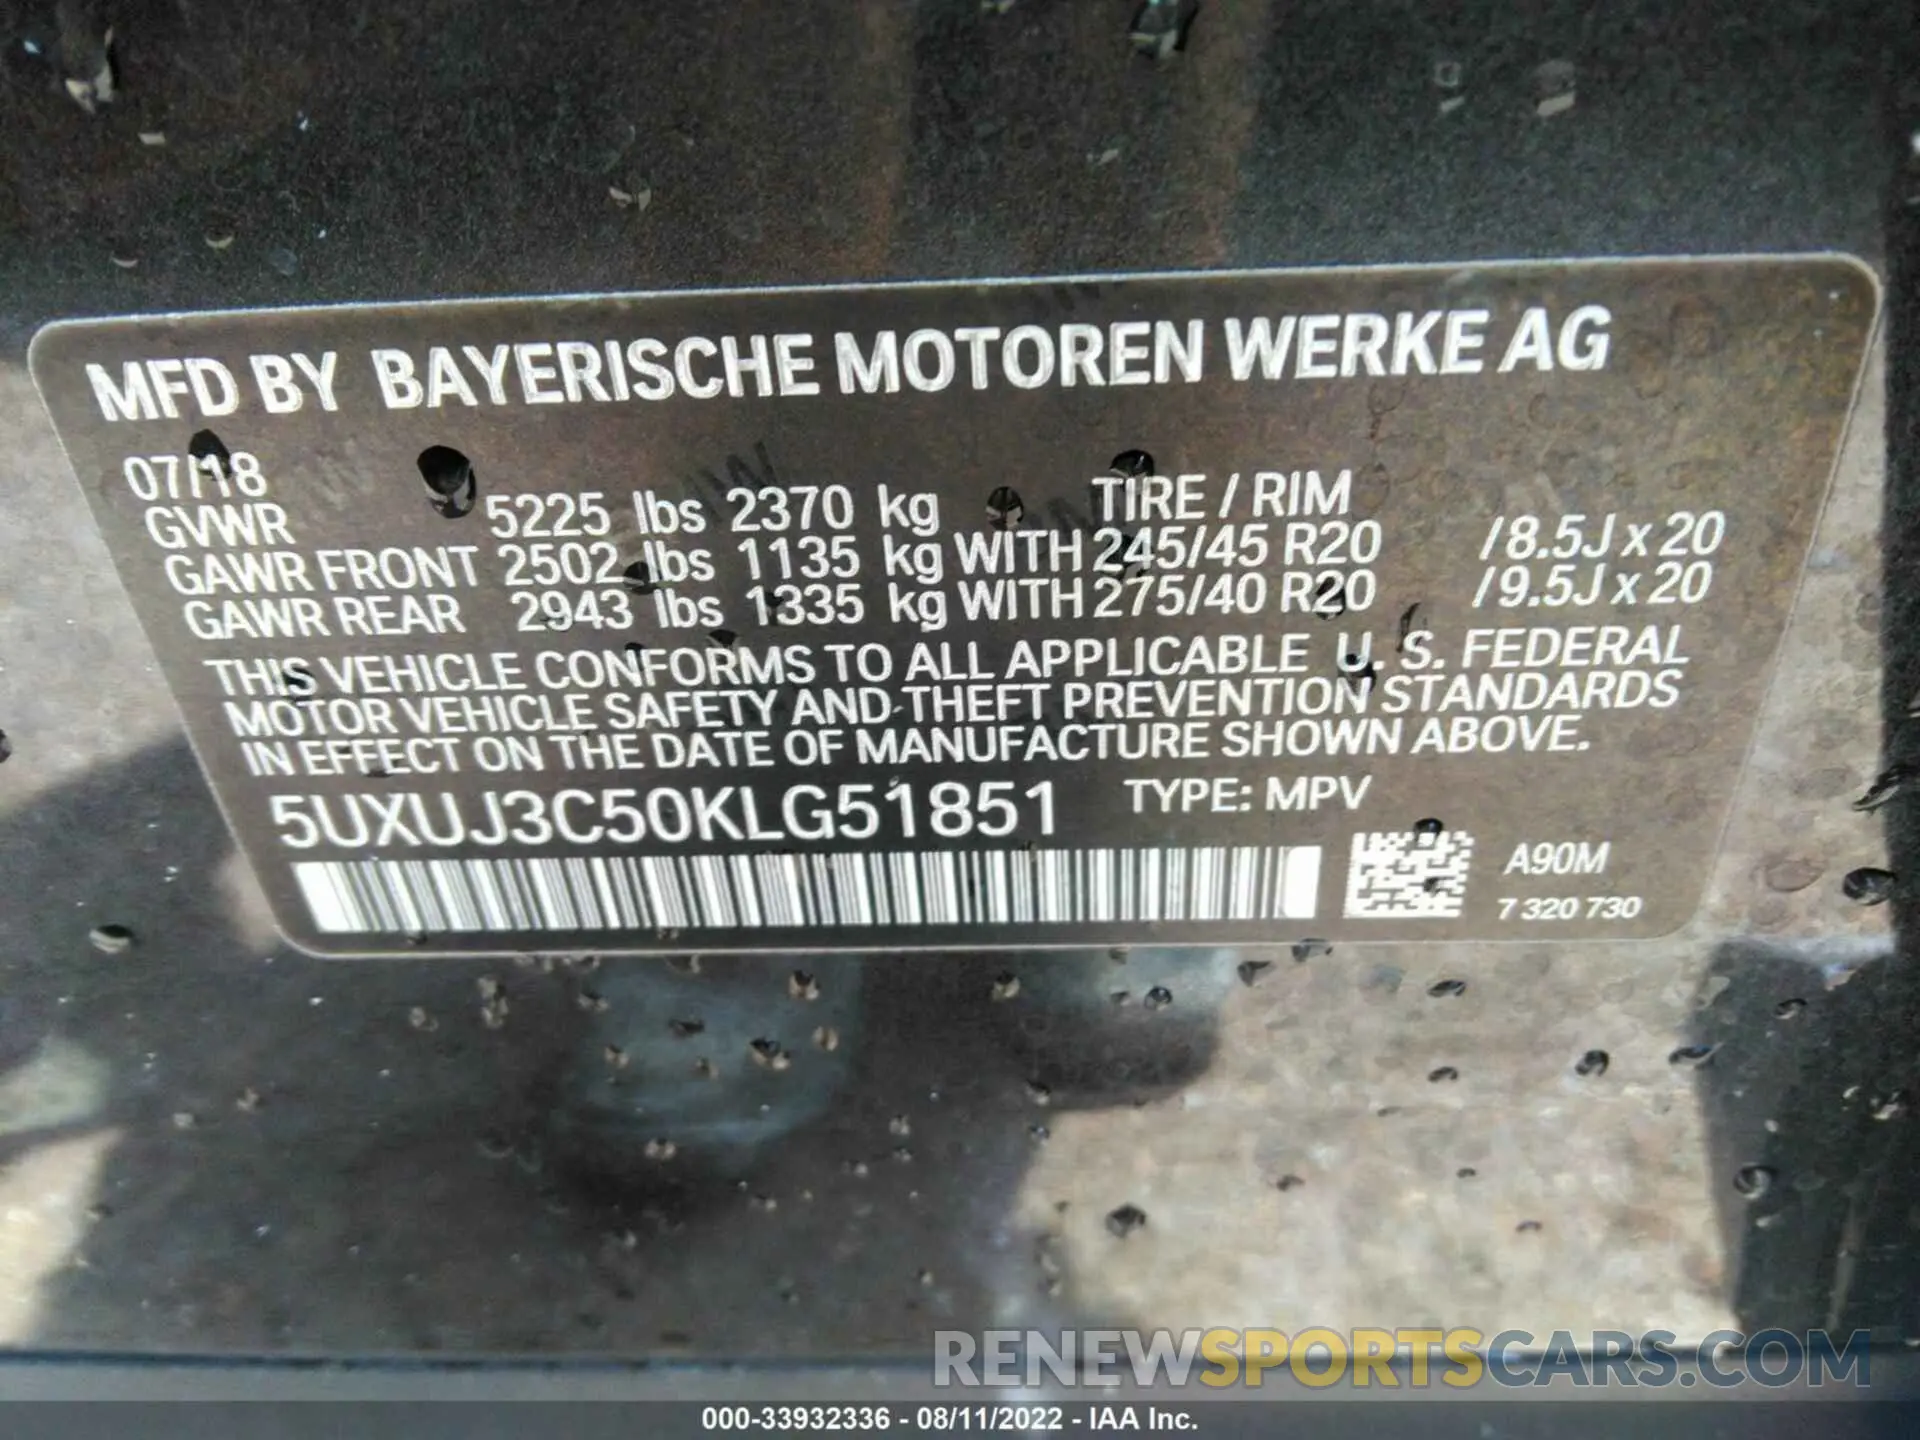 MFD BY BAYERISCHE MOTOREN WERKE AG
07/18
GVWR 5225 lbs 2370 kg TIRE / RIM
GAWR FRONT 2502 lbs 1135 kg WITH 245/45 R20 /8.5J x 20
GAWR REAR 2943 lbs 1335 kg WITH 275/40 R20 /9.5J x 20
THIS VEHICLE CONFORMS TO ALL APPLICABLE U. S. FEDERAL
MOTOR VEHICLE SAFETY AND THEFT PREVENTION STANDARDS
IN EFFECT ON THE DATE OF MANUFACTURE SHOWN ABOVE.
5UXUJ3C50KLG51851 TYPE: MPV
A90M
7 320 730
RENEWSPORTSCARS.COM
000-33932336 - 08/11/2022 - IAA Inc.